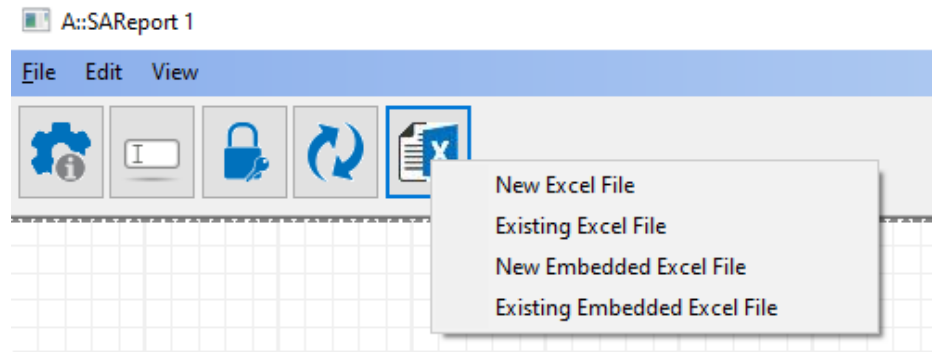 A::SAReport 1
File Edit View
X
New Excel File
Existing Excel File
New Embedded Excel File
Existing Embedded Excel File